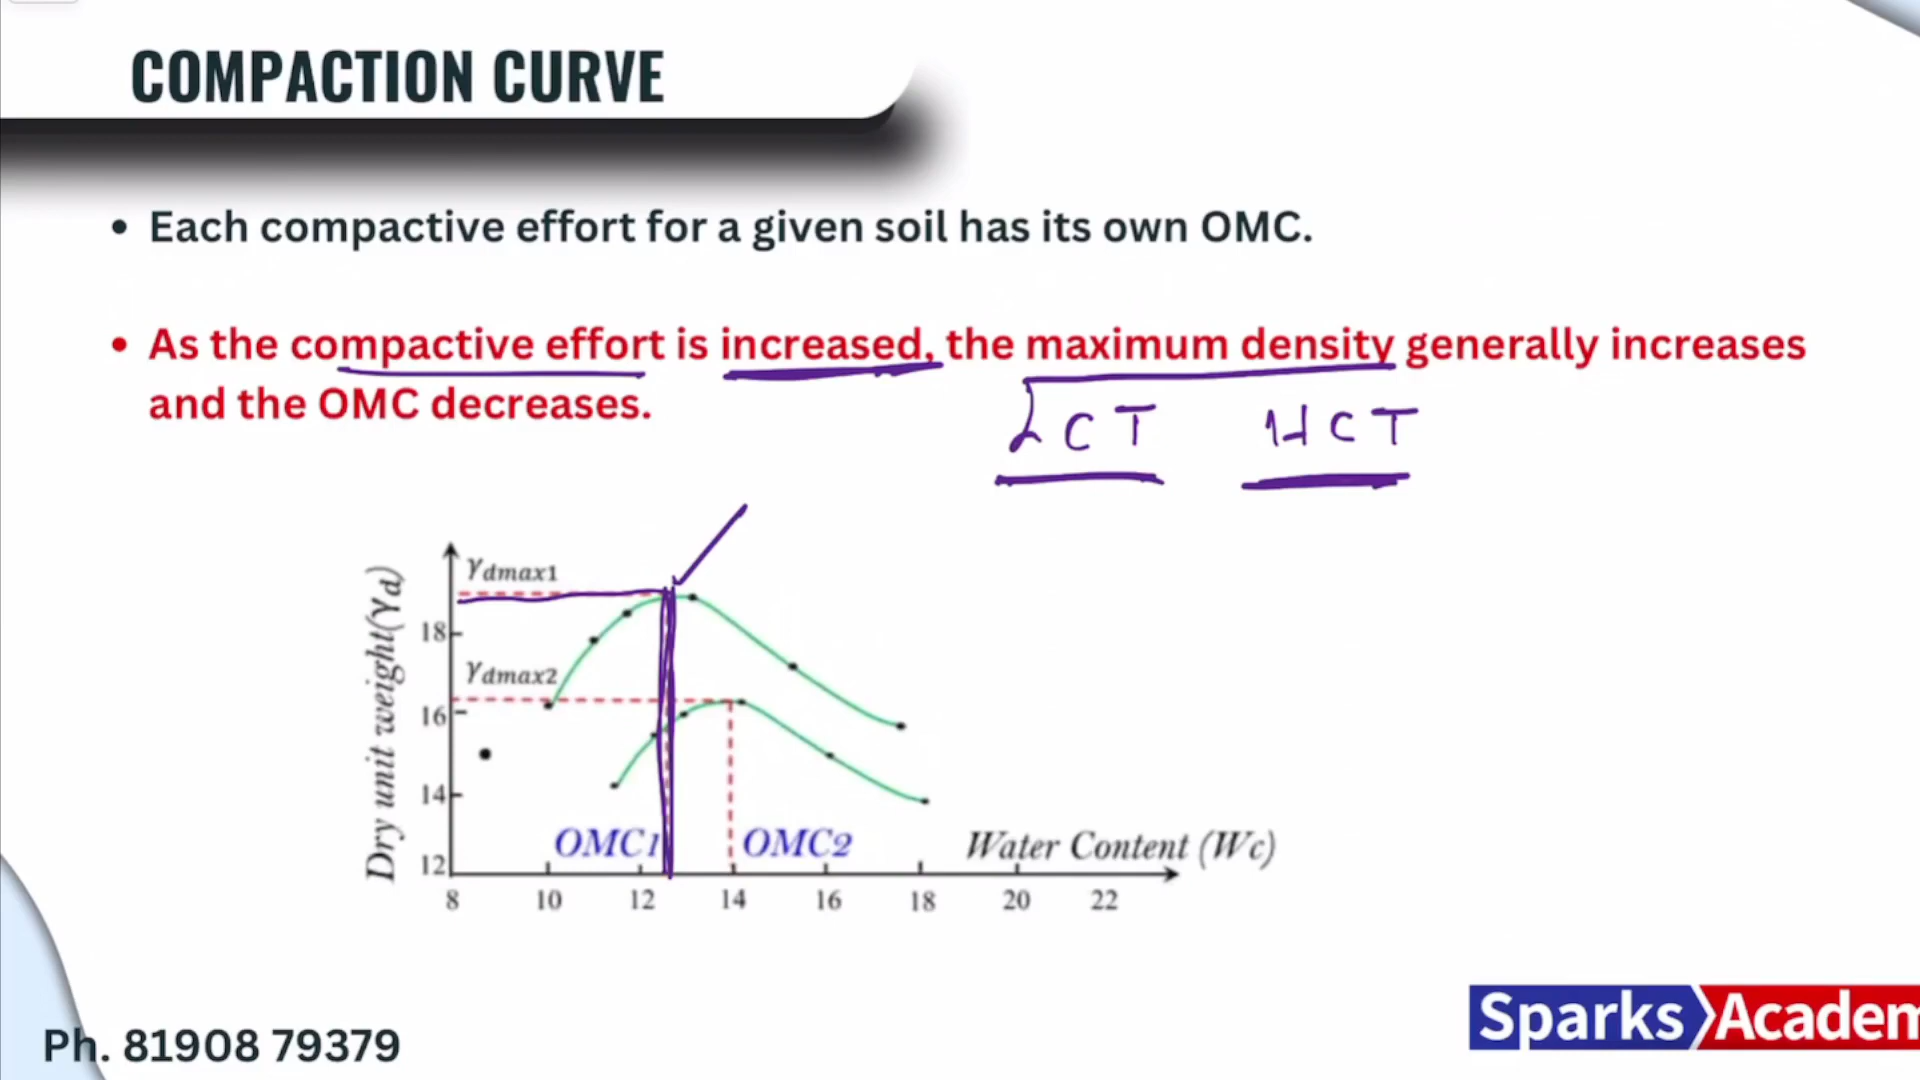 COMPACTION CURVE
• Each compactive effort for a given soil has its own OMC.
• As the compactive effort is increased, the maximum density generally increases
and the OMC decreases.
LCT HCT
Dry unit weight(γd)
γdmax1
18
γdmax2
16
14
12
OMC1 OMC2 Water Content (Wc)
8 10 12 14 16 18 20 22
Ph. 81908 79379
Sparks Academ